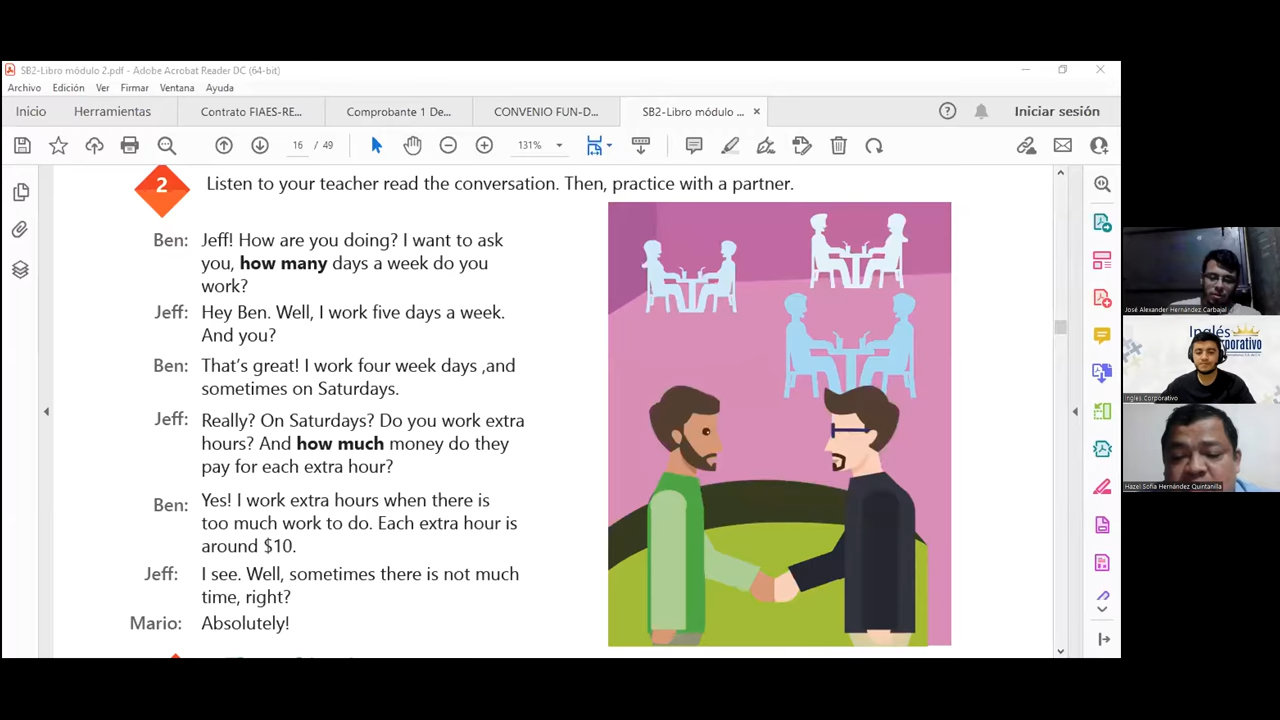 SB2-Libro módulo 2.pdf - Adobe Acrobat Reader DC (64-bit)
Archivo Edición Ver Firmar Ventana Ayuda
Inicio Herramientas Contrato FIAES-RE... Comprobante 1 De... CONVENIO FUN-D... SB2-Libro módulo ... Iniciar sesión
16 / 49 131%
2 Listen to your teacher read the conversation. Then, practice with a partner.
Ben: Jeff! How are you doing? I want to ask
you, how many days a week do you
work?
Jeff: Hey Ben. Well, I work five days a week.
And you?
Ben: That's great! I work four week days ,and
sometimes on Saturdays.
Jeff: Really? On Saturdays? Do you work extra
hours? And how much money do they
pay for each extra hour?
Ben: Yes! I work extra hours when there is
too much work to do. Each extra hour is
around $10.
Jeff: I see. Well, sometimes there is not much
time, right?
Mario: Absolutely!
José Alexander Hernández Carbajal
Inglés
Corporativo
Ingles Corporativo
Hazel Sofía Hernández Quintanilla